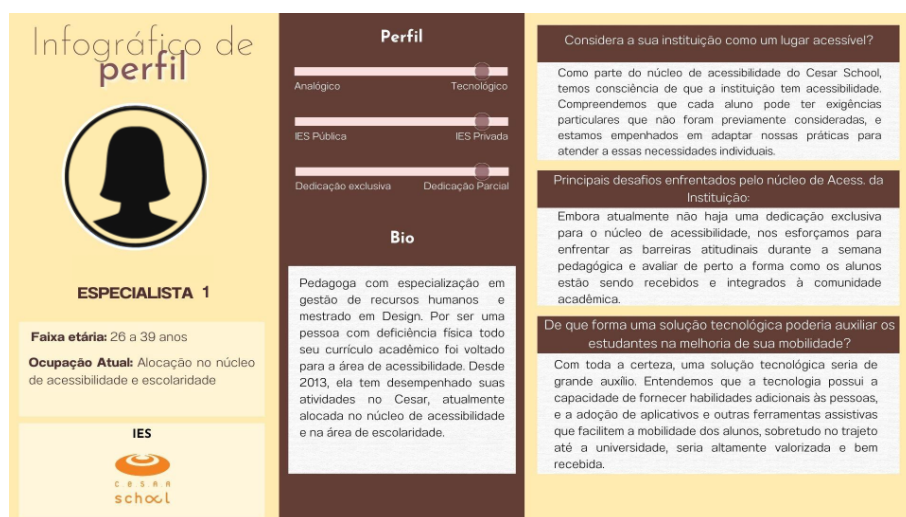 Infográfico de
perfil
ESPECIALISTA 1
Faixa etária: 26 a 39 anos
Ocupação Atual: Alocação no núcleo
de acessibilidade e escolaridade
IES
cesar
school
Perfil
Analógico Tecnológico
IES Pública IES Privada
Dedicação exclusiva Dedicação Parcial
Bio
Pedagoga com especialização em
gestão de recursos humanos e
mestrado em Design. Por ser uma
pessoa com deficiência física todo
seu currículo acadêmico foi voltado
para a área de acessibilidade. Desde
2013, ela tem desempenhado suas
atividades no Cesar, atualmente
alocada no núcleo de acessibilidade
e na área de escolaridade.
Considera a sua instituição como um lugar acessível?
Como parte do núcleo de acessibilidade do Cesar School,
temos consciência de que a instituição tem acessibilidade.
Compreendemos que cada aluno pode ter exigências
particulares que não foram previamente consideradas, e
estamos empenhados em adaptar nossas práticas para
atender a essas necessidades individuais.
Principais desafios enfrentados pelo núcleo de Acess. da
Instituição:
Embora atualmente não haja uma dedicação exclusiva
para o núcleo de acessibilidade, nos esforçamos para
enfrentar as barreiras atitudinais durante a semana
pedagógica e avaliar de perto a forma como os alunos
estão sendo recebidos e integrados à comunidade
acadêmica.
De que forma uma solução tecnológica poderia auxiliar os
estudantes na melhoria de sua mobilidade?
Com toda a certeza, uma solução tecnológica seria de
grande auxílio. Entendemos que a tecnologia possui a
capacidade de fornecer habilidades adicionais às pessoas,
e a adoção de aplicativos e outras ferramentas assistivas
que facilitem a mobilidade dos alunos, sobretudo no trajeto
até a universidade, seria altamente valorizada e bem
recebida.